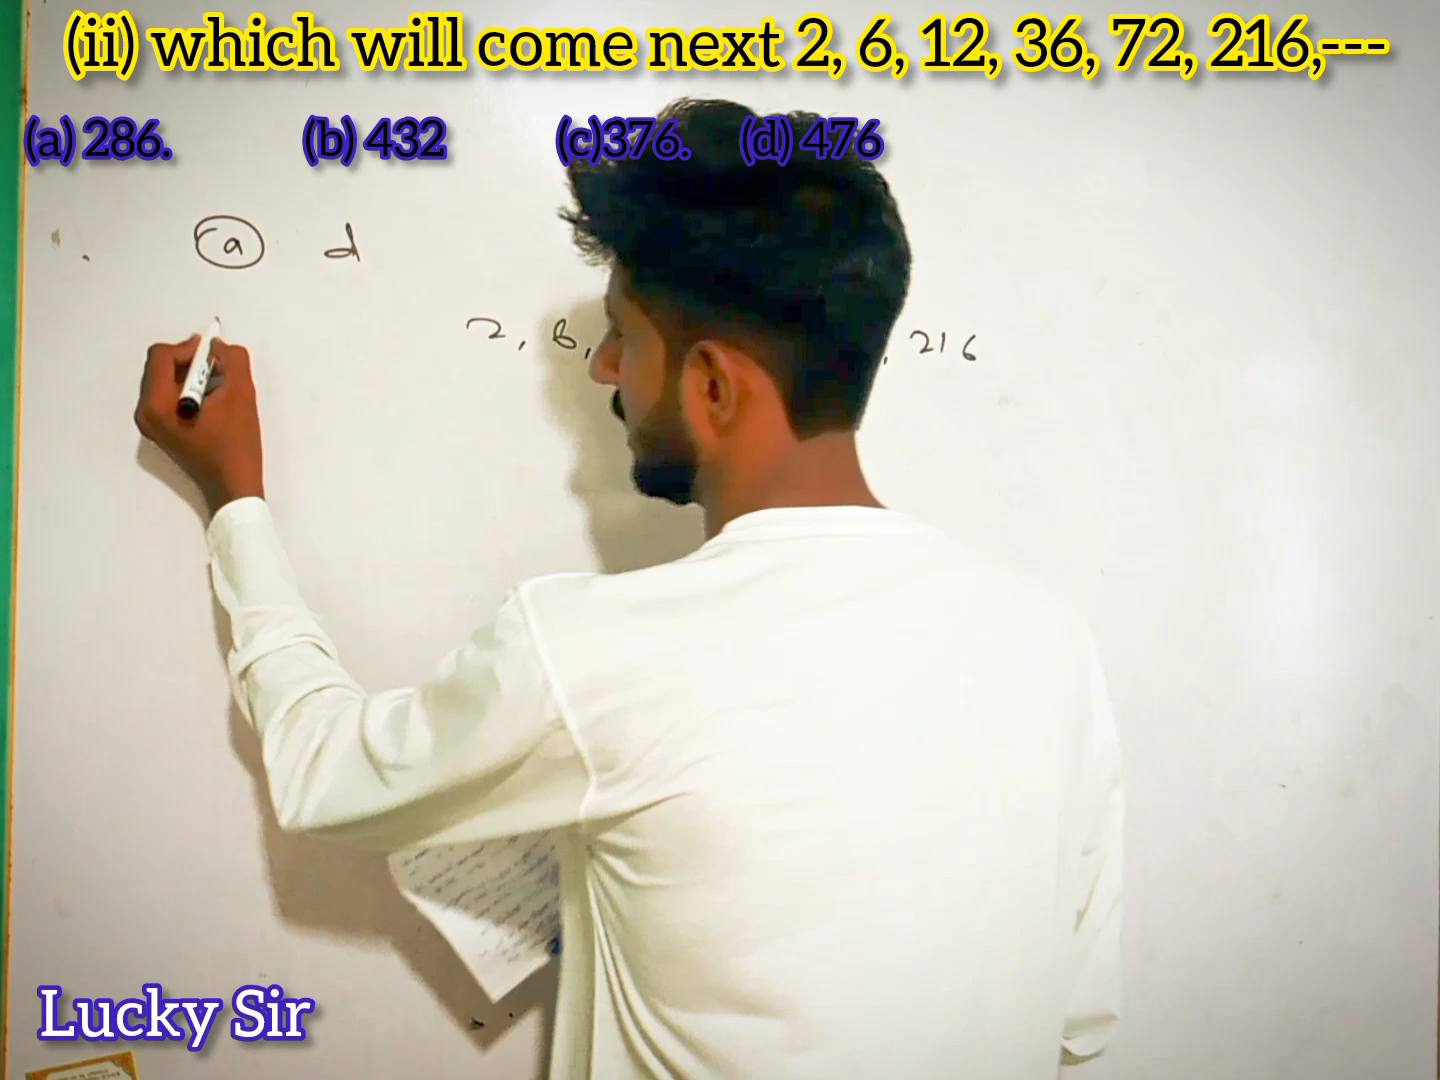 (ii) which will come next 2, 6, 12, 36, 72, 216,---
(a) 286. (b) 432 (c)376. (d) 476
(a) d
2, 6, , 216
Lucky Sir